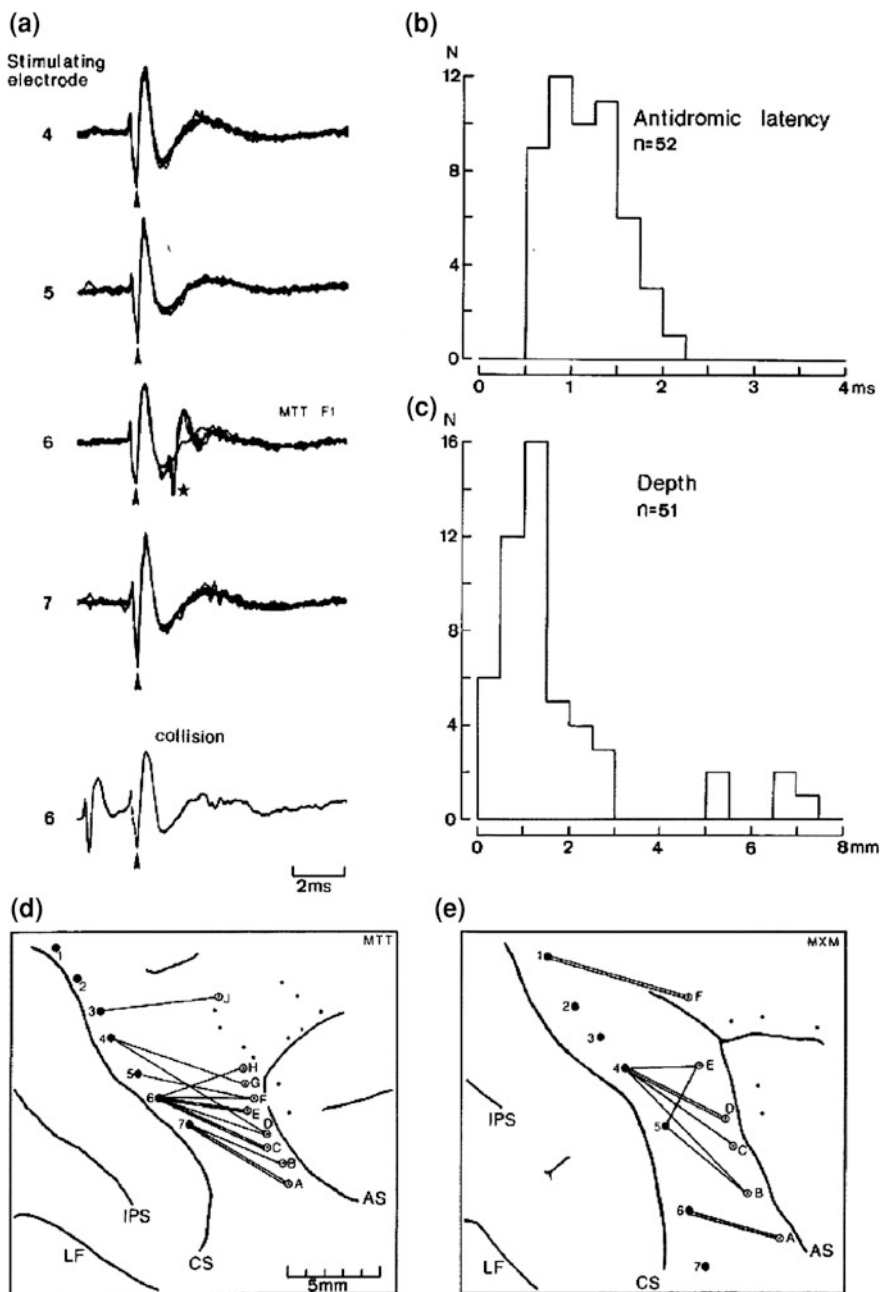 (a)
Stimulating
electrode
4
5
6
MTT F1
7
collision
6
2ms
(b)
N
12
8
4
0
Antidromic latency
n=52
0 1 2 3 4 ms
(c)
N
16
12
8
4
0
Depth
n=51
0 2 4 6 8mm
(d)
MTT
1
2
3
J
4
5
H
G
6
F
E
7
D
C
B
A
IPS
LF
CS
AS
5mm
(e)
MXM
1
F
2
3
4
E
D
5
C
B
6
A
7
IPS
LF
CS
AS